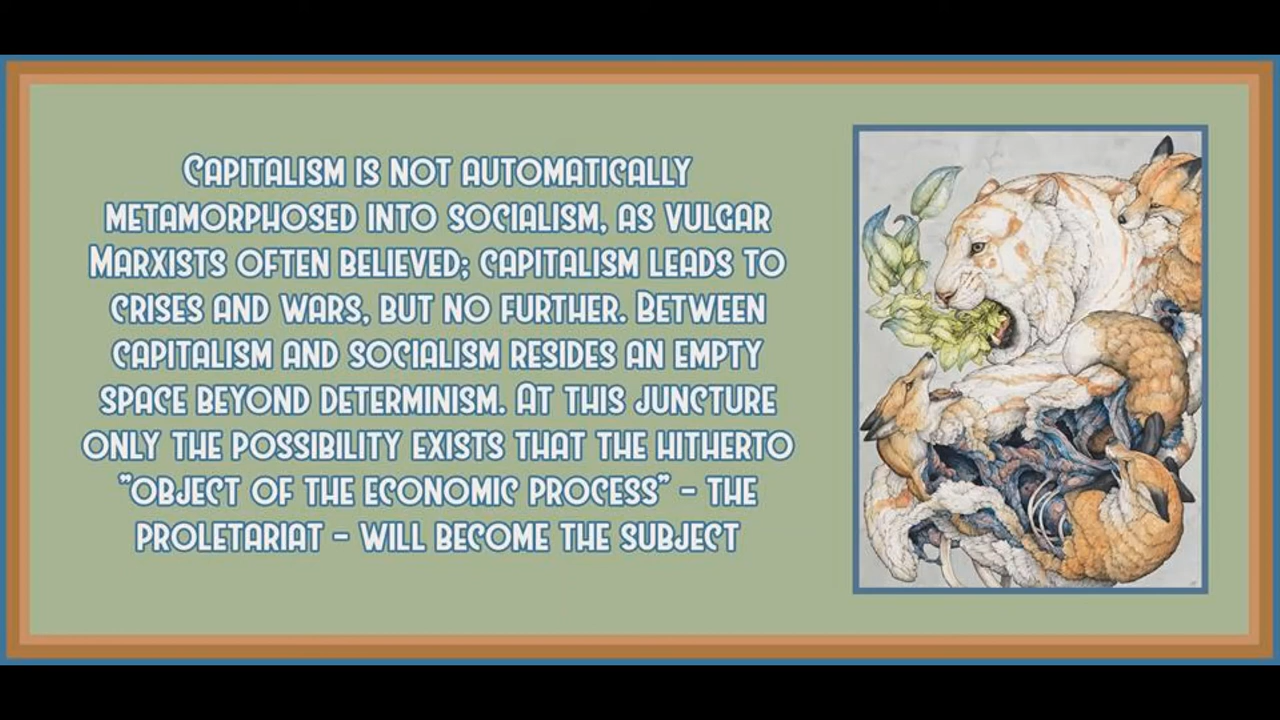 Capitalism is not automatically
metamorphosed into socialism, as vulgar
Marxists often believed; capitalism leads to
crises and wars, but no further. Between
capitalism and socialism resides an empty
space beyond determinism. At this juncture
only the possibility exists that the hitherto
"object of the economic process" - the
proletariat - will become the subject